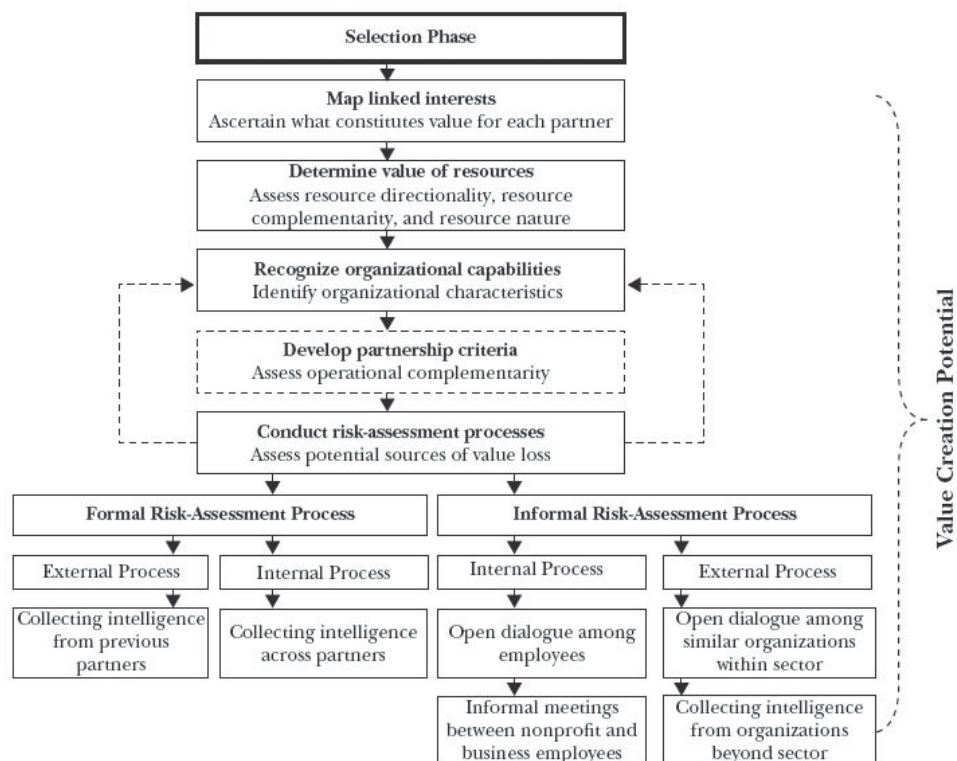 Selection Phase
Map linked interests
Ascertain what constitutes value for each partner
Determine value of resources
Assess resource directionality, resource
complementarity, and resource nature
Recognize organizational capabilities
Identify organizational characteristics
Develop partnership criteria
Assess operational complementarity
Conduct risk-assessment processes
Assess potential sources of value loss
Formal Risk-Assessment Process
Informal Risk-Assessment Process
External Process
Internal Process
Internal Process
External Process
Collecting intelligence
from previous
partners
Collecting intelligence
across partners
Open dialogue among
employees
Open dialogue among
similar organizations
within sector
Informal meetings
between nonprofit and
business employees
Collecting intelligence
from organizations
beyond sector
Value Creation Potential